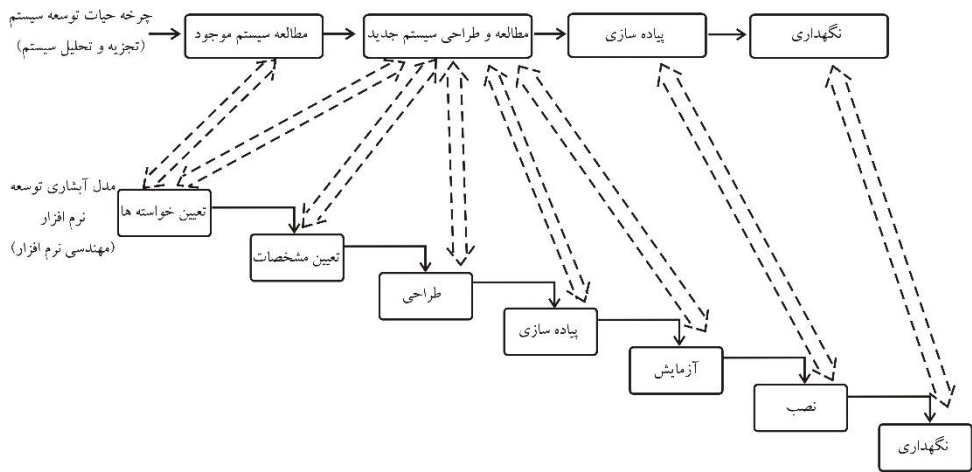 چرخه حیات توسعه سیستم
(تجزیه و تحلیل سیستم)
مطالعه سیستم موجود
مطالعه و طراحی سیستم جدید
پیاده سازی
نگهداری
مدل آبشاری توسعه
نرم افزار
(مهندسی نرم افزار)
تعیین خواسته ها
تعیین مشخصات
طراحی
پیاده سازی
آزمایش
نصب
نگهداری